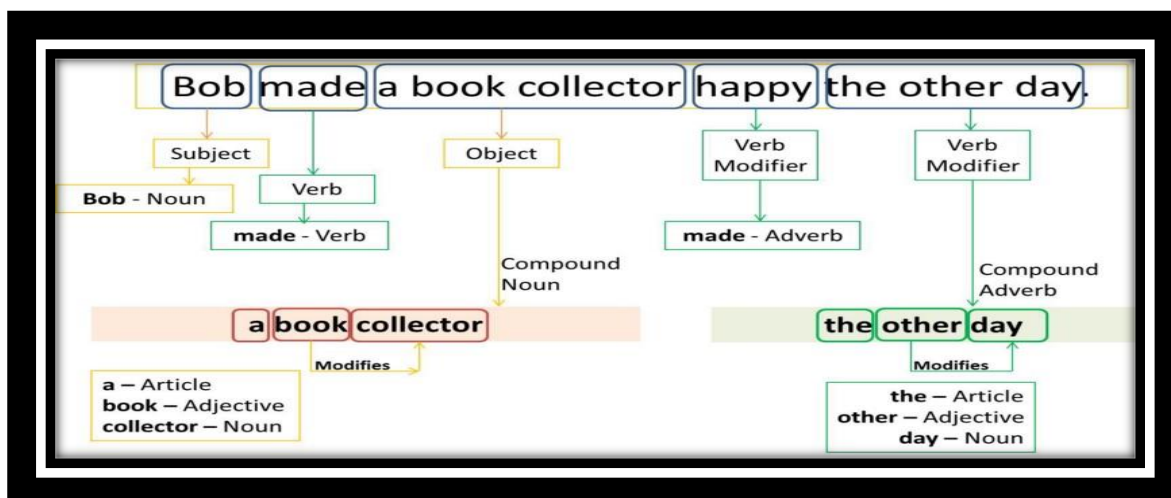 Bob made a book collector happy the other day.
Subject
Object
Verb
Modifier
Verb
Modifier
Bob - Noun
Verb
made - Verb
made - Adverb
Compound
Noun
Compound
Adverb
a book collector
the other day
Modifies
Modifies
a – Article
book – Adjective
collector – Noun
the – Article
other – Adjective
day – Noun